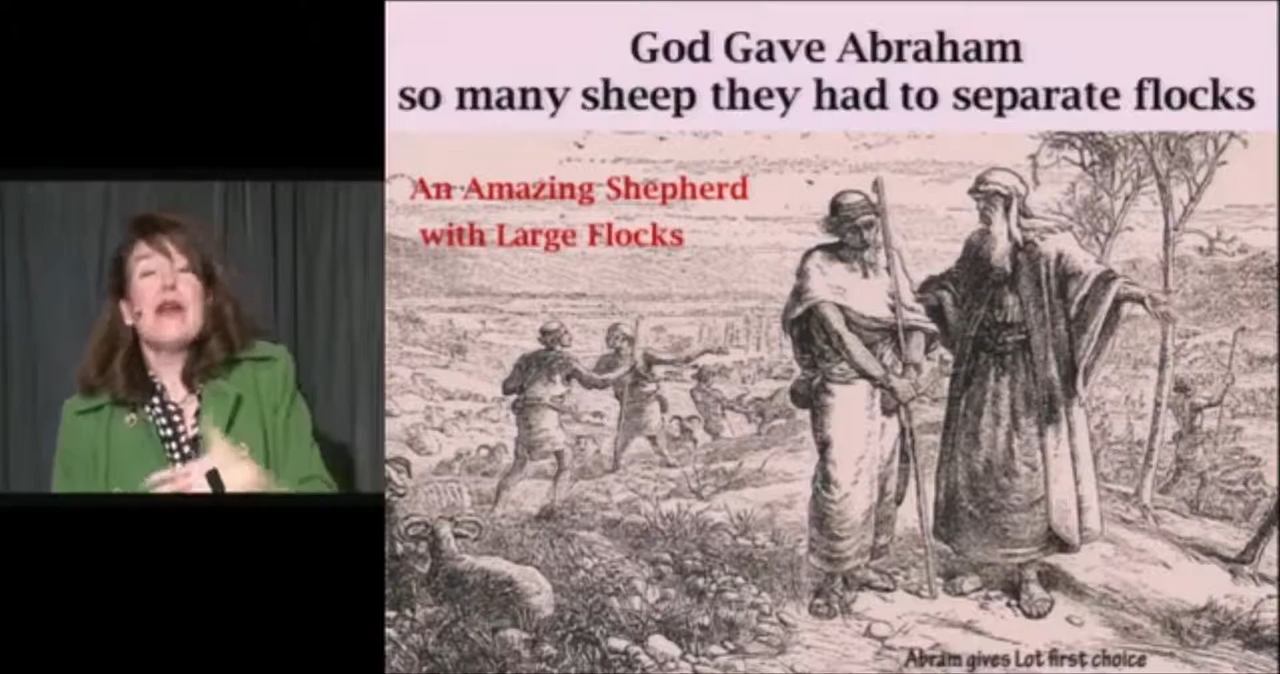 God Gave Abraham
so many sheep they had to separate flocks
An Amazing Shepherd
with Large Flocks
Abram gives Lot first choice